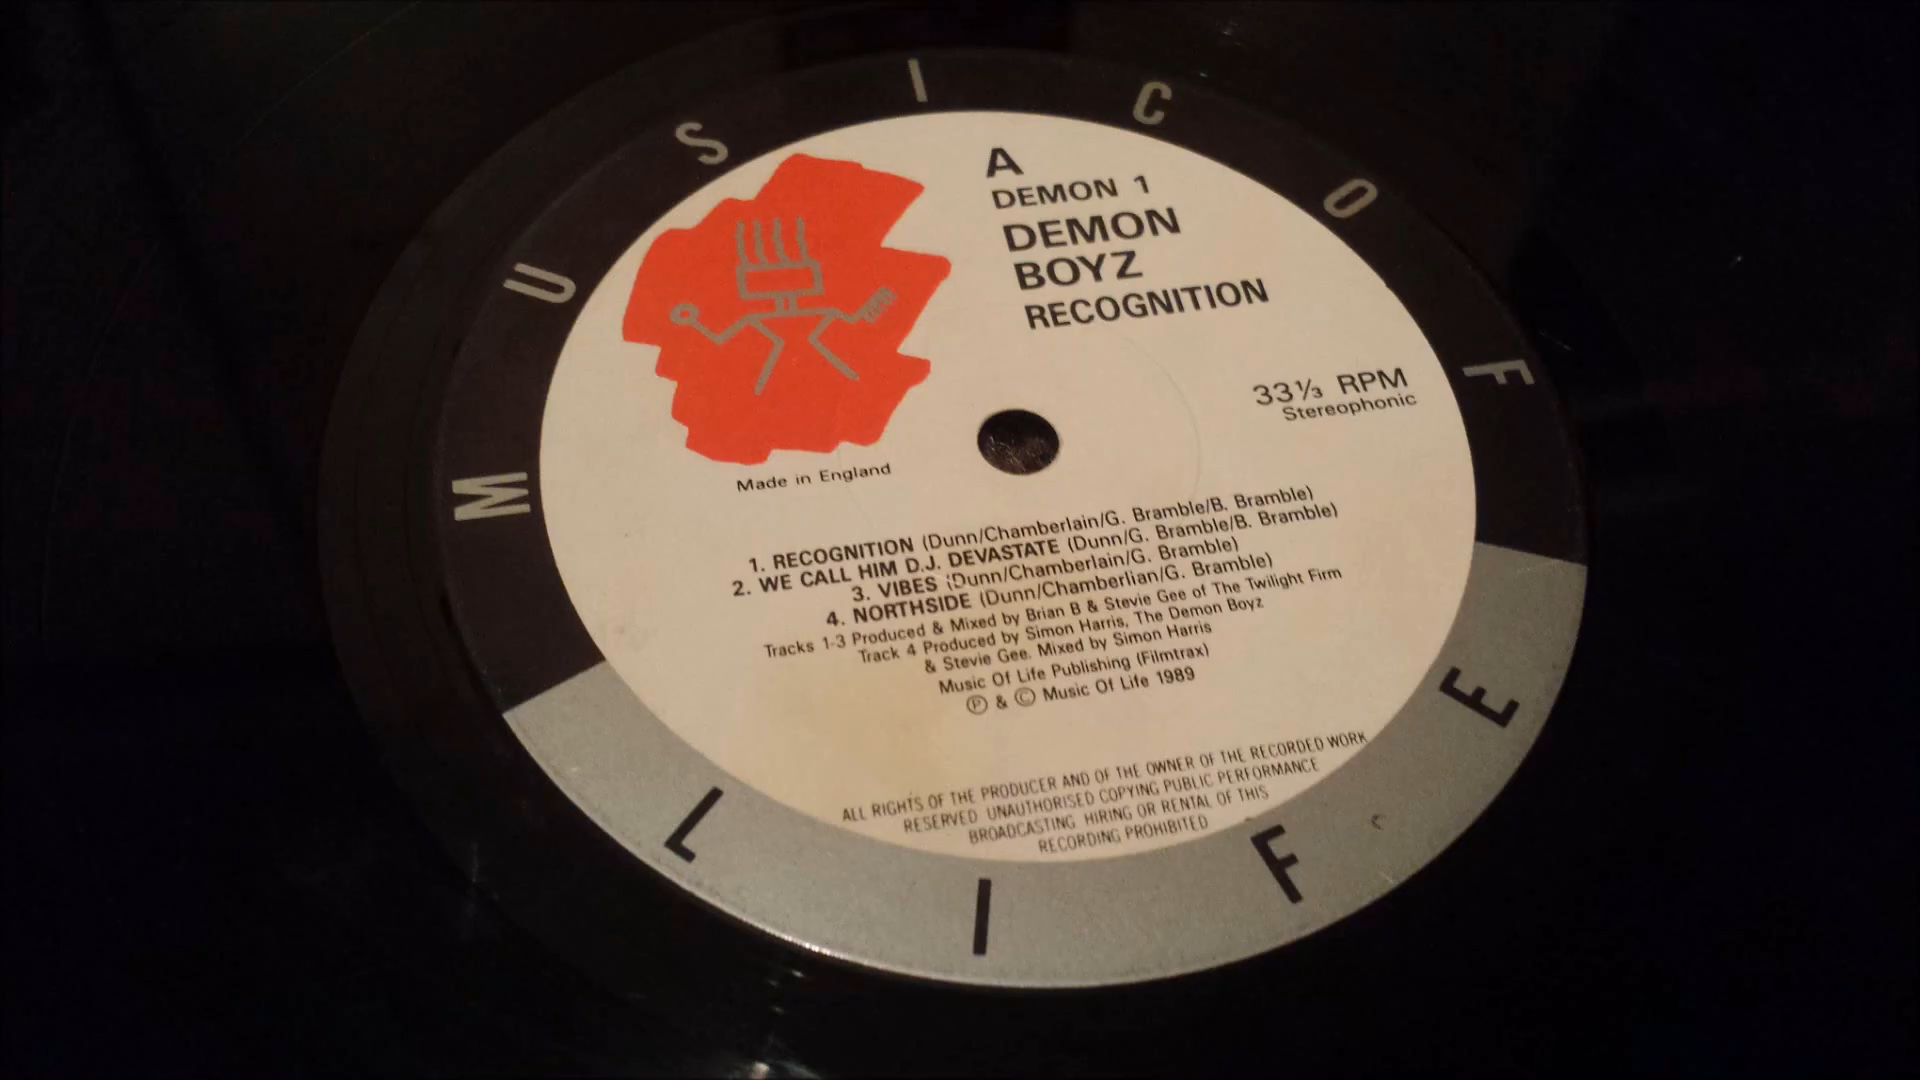 MUSIC OF
LIFE
A
DEMON 1
DEMON
BOYZ
RECOGNITION
33⅓ RPM
Stereophonic
Made in England
1. RECOGNITION (Dunn/Chamberlain/G. Bramble/B. Bramble)
2. WE CALL HIM D.J. DEVASTATE (Dunn/G. Bramble/B. Bramble)
3. VIBES (Dunn/Chamberlain/G. Bramble)
4. NORTHSIDE (Dunn/Chamberlian/G. Bramble)
Tracks 1-3 Produced & Mixed by Brian B & Stevie Gee of The Twilight Firm
Track 4 Produced by Simon Harris, The Demon Boyz
& Stevie Gee. Mixed by Simon Harris
Music Of Life Publishing (Filmtrax)
℗ & © Music Of Life 1989
ALL RIGHTS OF THE PRODUCER AND OF THE OWNER OF THE RECORDED WORK
RESERVED UNAUTHORISED COPYING PUBLIC PERFORMANCE
BROADCASTING HIRING OR RENTAL OF THIS
RECORDING PROHIBITED